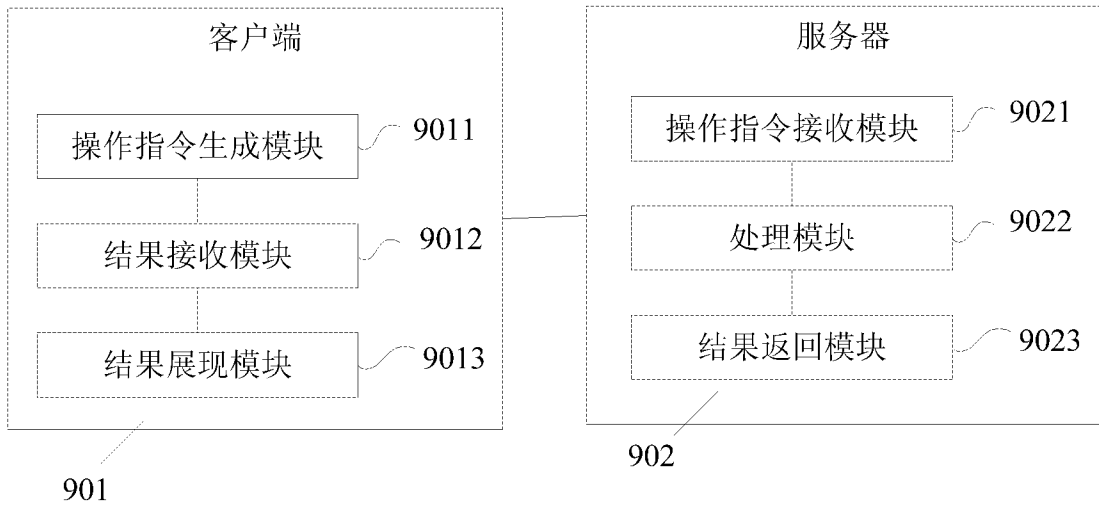 客户端
操作指令生成模块
9011
结果接收模块
9012
结果展现模块
9013
901
服务器
操作指令接收模块
9021
处理模块
9022
结果返回模块
9023
902